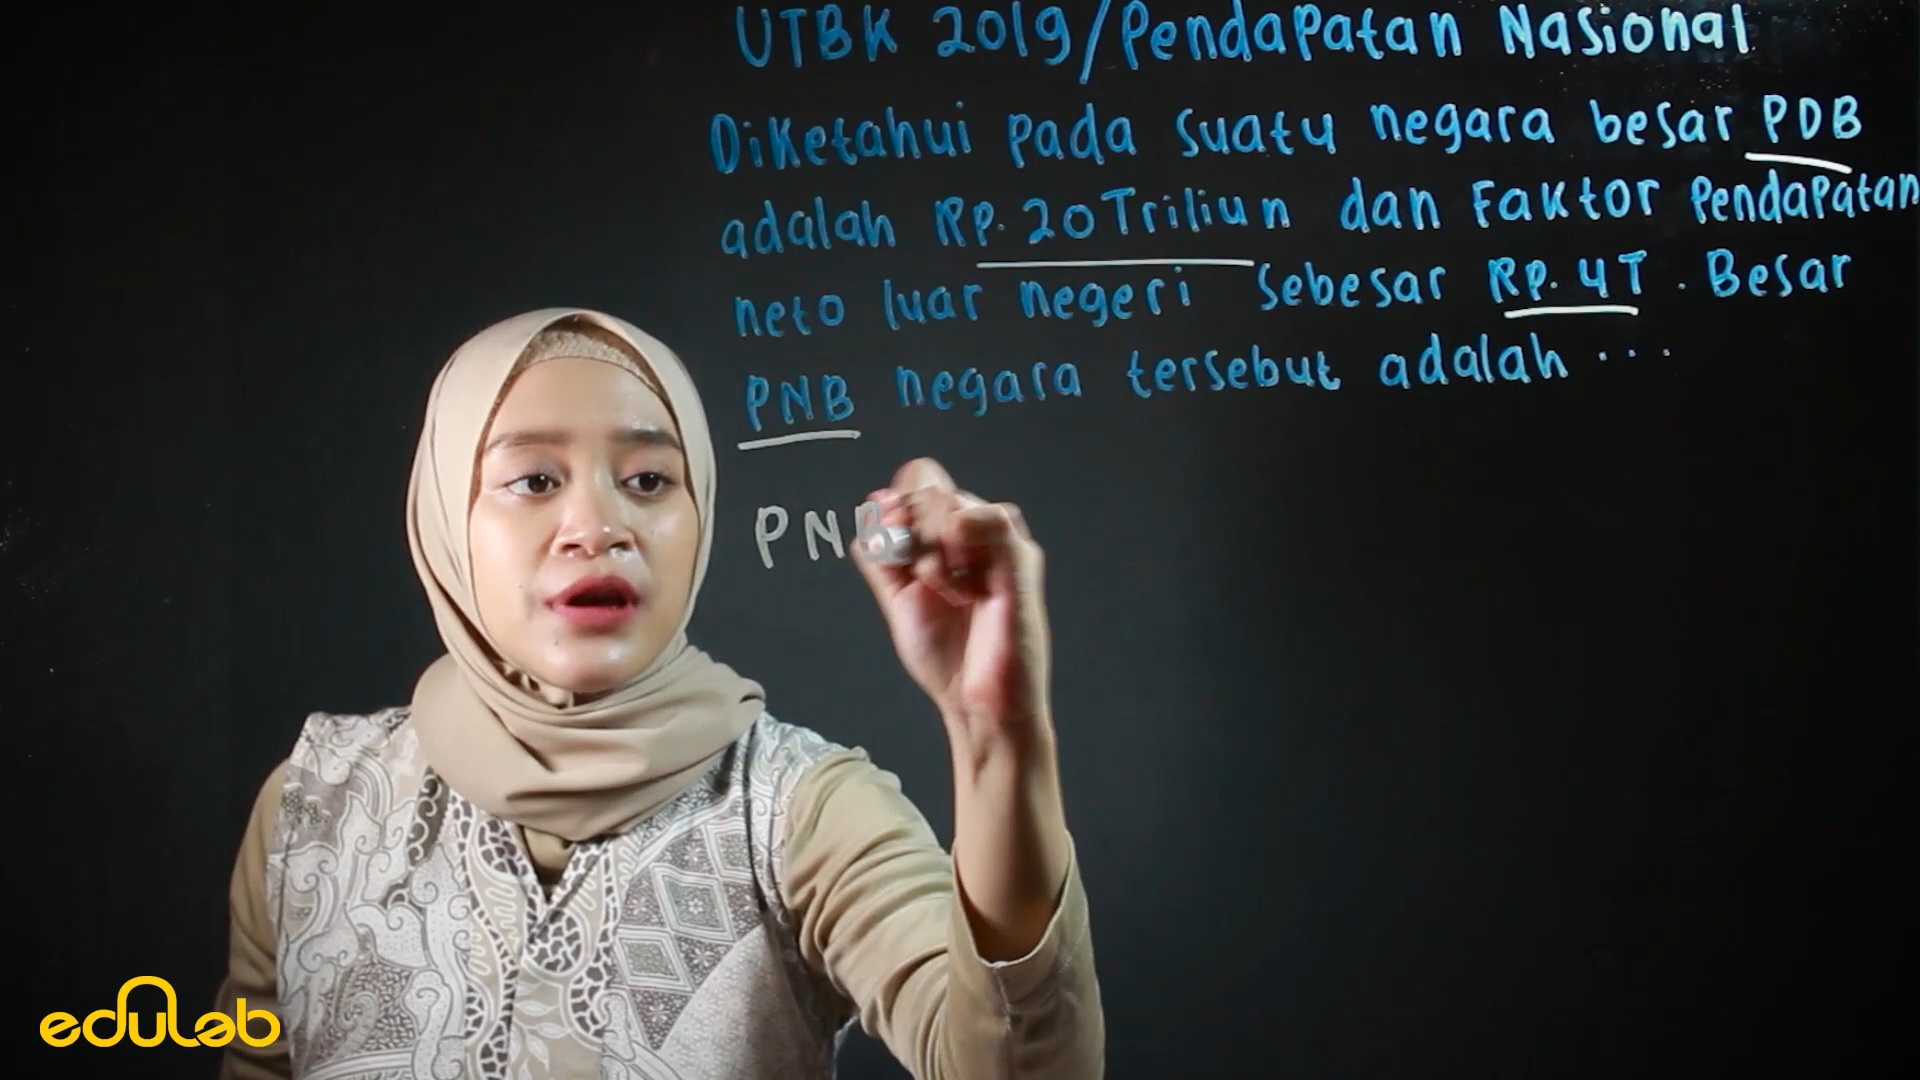 UTBK 2019/Pendapatan Nasional
Diketahui pada suatu negara besar PDB
adalah Rp. 20 Triliun dan Faktor Pendapatan
neto luar negeri sebesar Rp. 4T. Besar
PNB negara tersebut adalah ...
PNB
edulab